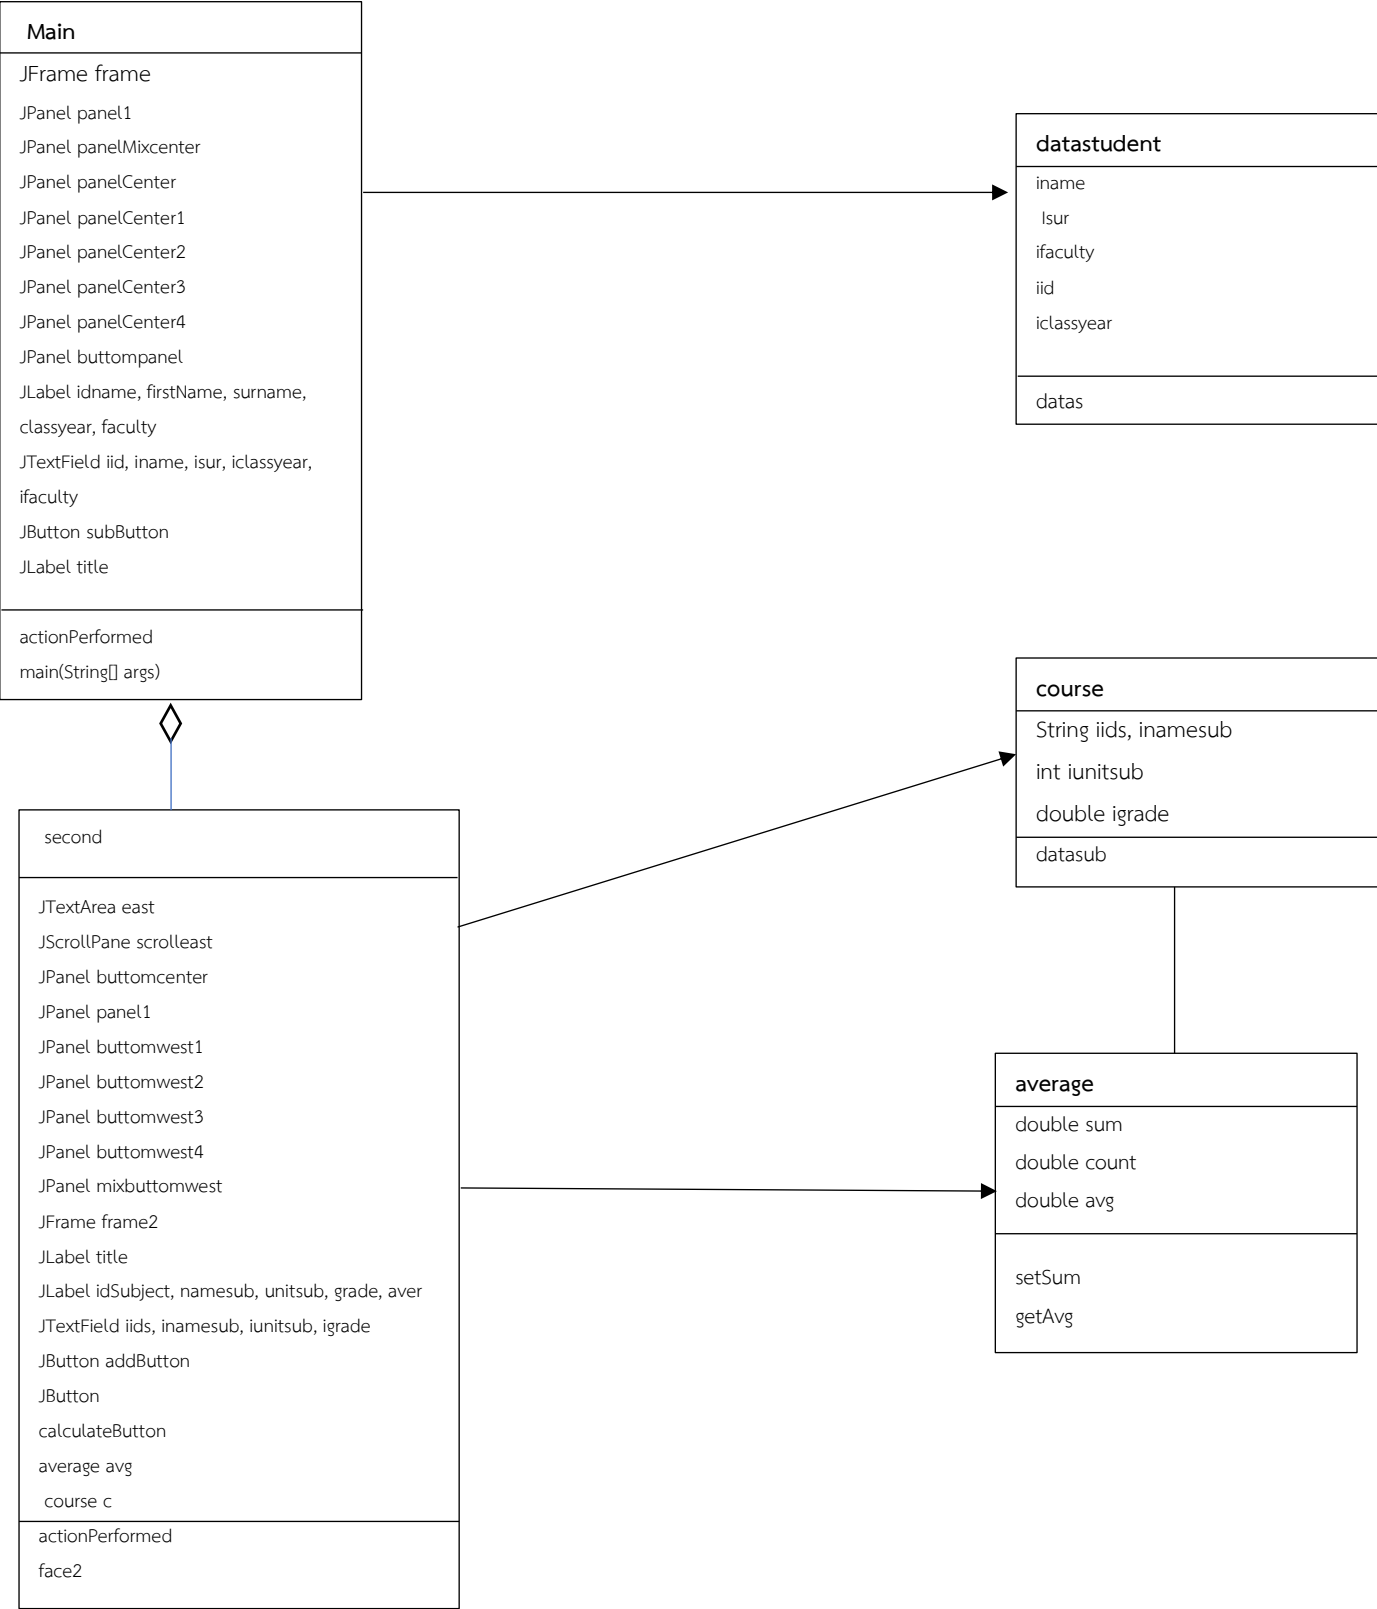 Main
JFrame frame
JPanel panel1
JPanel panelMixcenter
JPanel panelCenter
JPanel panelCenter1
JPanel panelCenter2
JPanel panelCenter3
JPanel panelCenter4
JPanel buttompanel
JLabel idname, firstName, surname,
classyear, faculty
JTextField iid, iname, isur, iclassyear,
ifaculty
JButton subButton
JLabel title
actionPerformed
main(String[] args)
datastudent
iname
Isur
ifaculty
iid
iclassyear
datas
second
JTextArea east
JScrollPane scrolleast
JPanel buttomcenter
JPanel panel1
JPanel buttomwest1
JPanel buttomwest2
JPanel buttomwest3
JPanel buttomwest4
JPanel mixbuttomwest
JFrame frame2
JLabel title
JLabel idSubject, namesub, unitsub, grade, aver
JTextField iids, inamesub, iunitsub, igrade
JButton addButton
JButton
calculateButton
average avg
course c
actionPerformed
face2
course
String iids, inamesub
int iunitsub
double igrade
datasub
average
double sum
double count
double avg
setSum
getAvg